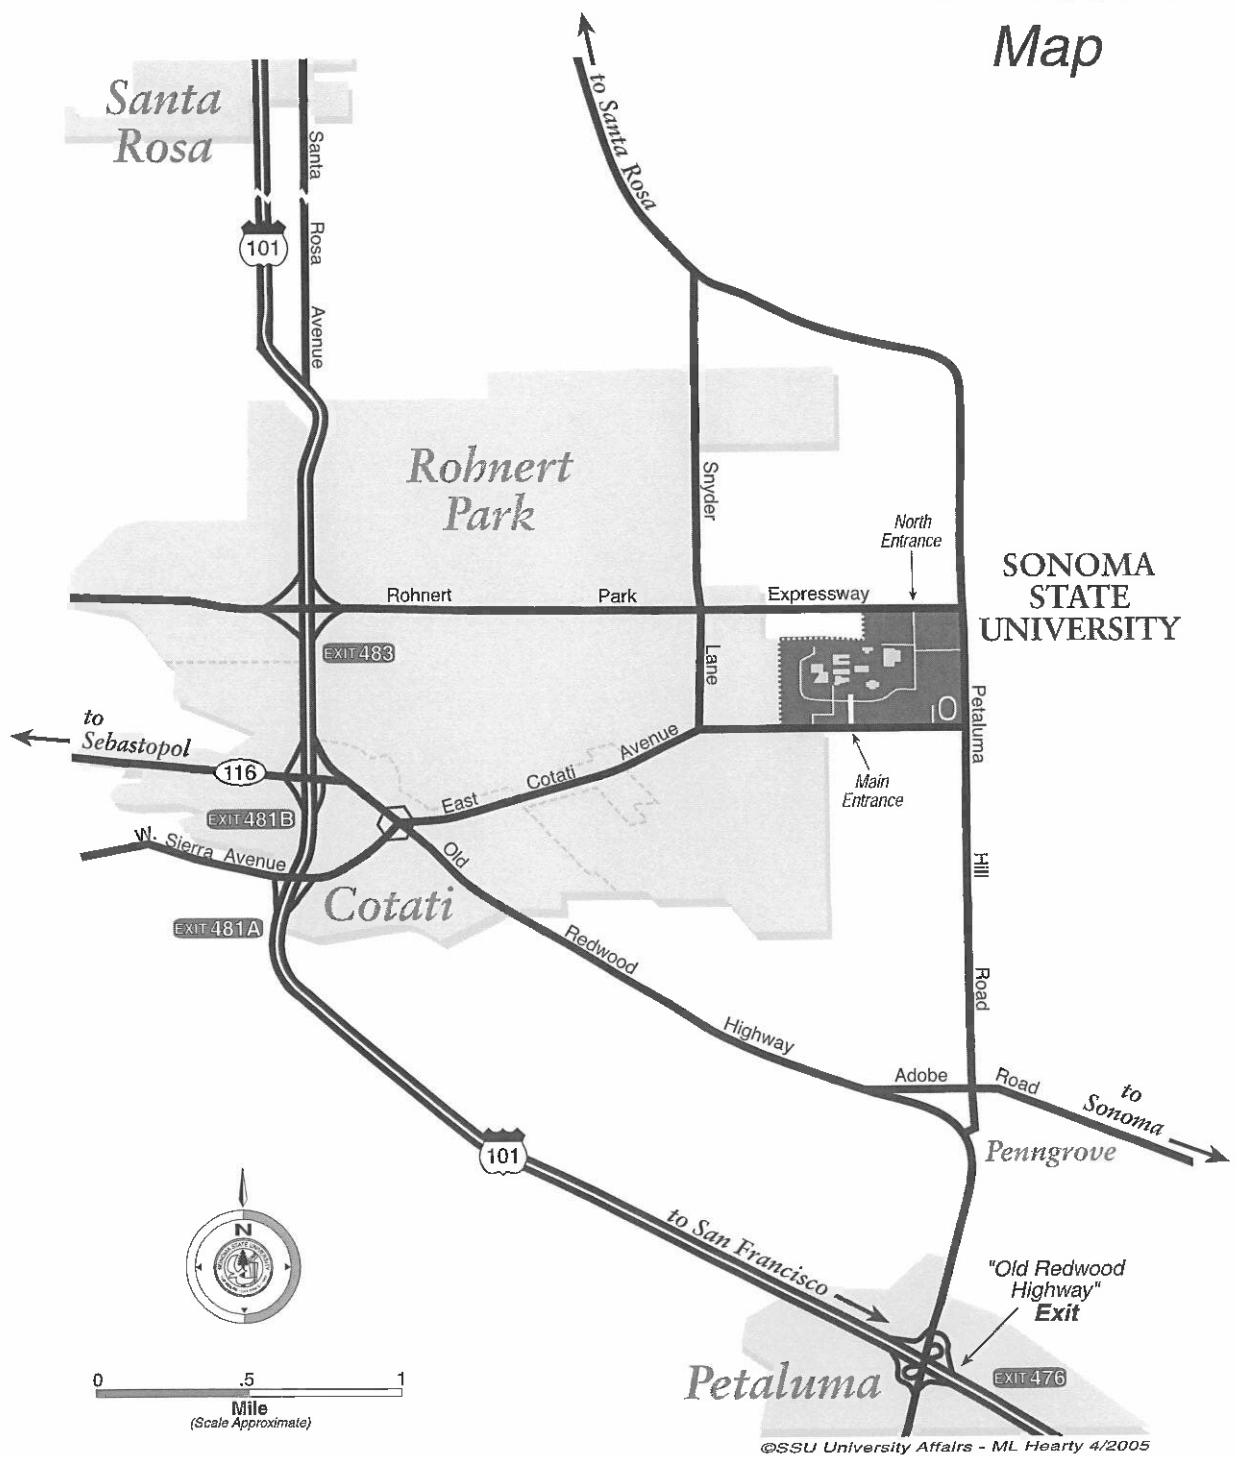 Map
to Santa Rosa
Santa
Rosa
Santa Rosa Avenue
101
Rohnert
Park
Snyder Lane
North
Entrance
SONOMA
STATE
UNIVERSITY
Rohnert Park Expressway
EXIT 483
to
Sebastopol
116
East Cotati Avenue
Main
Entrance
Petaluma Hill Road
EXIT 481B
W. Sierra Avenue
Cotati
EXIT 481A
Old Redwood Highway
Adobe Road
to
Sonoma
Penngrove
101
to San Francisco
N
"Old Redwood
Highway"
Exit
EXIT 476
Petaluma
0 .5 1
Mile
(Scale Approximate)
©SSU University Affairs - ML Hearty 4/2005